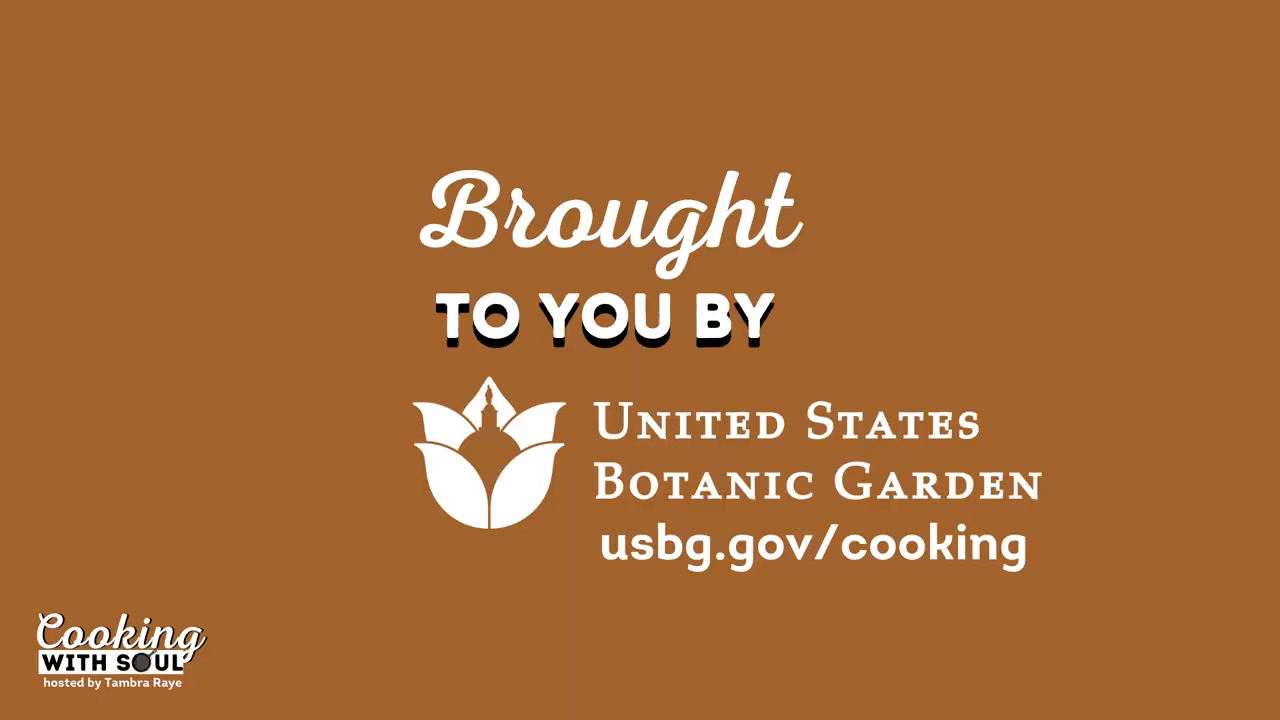 Brought
TO YOU BY
UNITED STATES
BOTANIC GARDEN
usbg.gov/cooking
Cooking
WITH SOUL
hosted by Tambra Raye